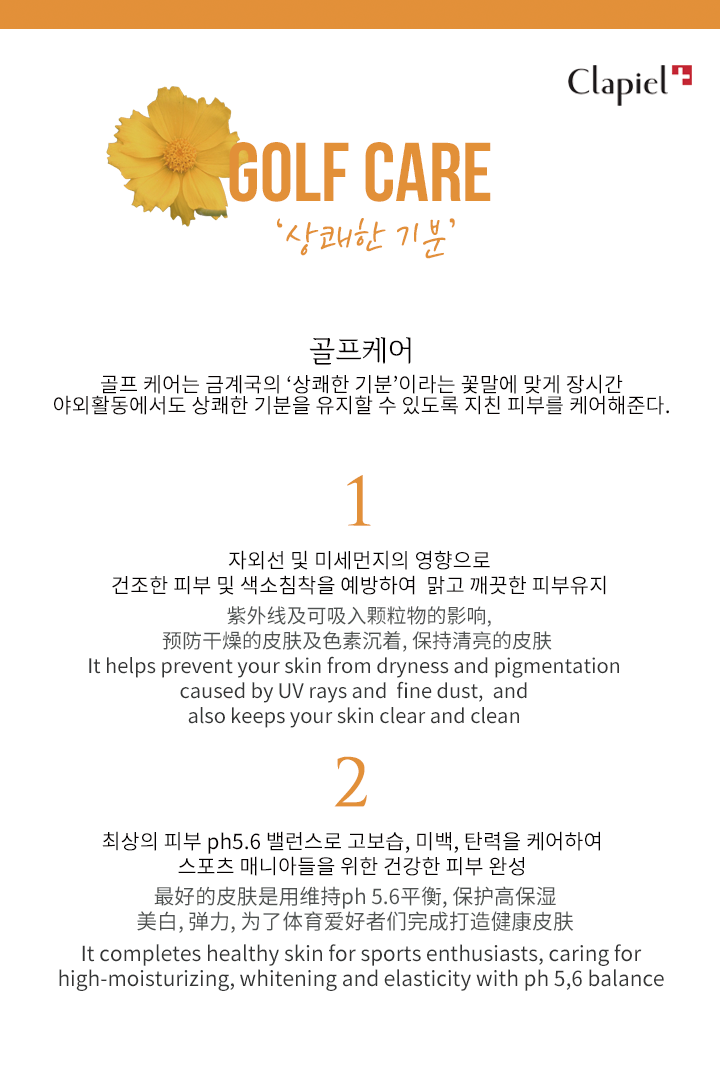 Clapiel
GOLF CARE
‘상쾌한 기분’
골프케어
골프 케어는 금계국의 ‘상쾌한 기분’이라는 꽃말에 맞게 장시간
야외활동에서도 상쾌한 기분을 유지할 수 있도록 지친 피부를 케어해준다.
1
자외선 및 미세먼지의 영향으로
건조한 피부 및 색소침착을 예방하여 맑고 깨끗한 피부유지
紫外线及可吸入颗粒物的影响,
预防干燥的皮肤及色素沉着, 保持清亮的皮肤
It helps prevent your skin from dryness and pigmentation
caused by UV rays and fine dust, and
also keeps your skin clear and clean
2
최상의 피부 ph5.6 밸런스로 고보습, 미백, 탄력을 케어하여
스포츠 매니아들을 위한 건강한 피부 완성
最好的皮肤是用维持ph 5.6平衡, 保护高保湿
美白, 弹力, 为了体育爱好者们完成打造健康皮肤
It completes healthy skin for sports enthusiasts, caring for
high-moisturizing, whitening and elasticity with ph 5,6 balance